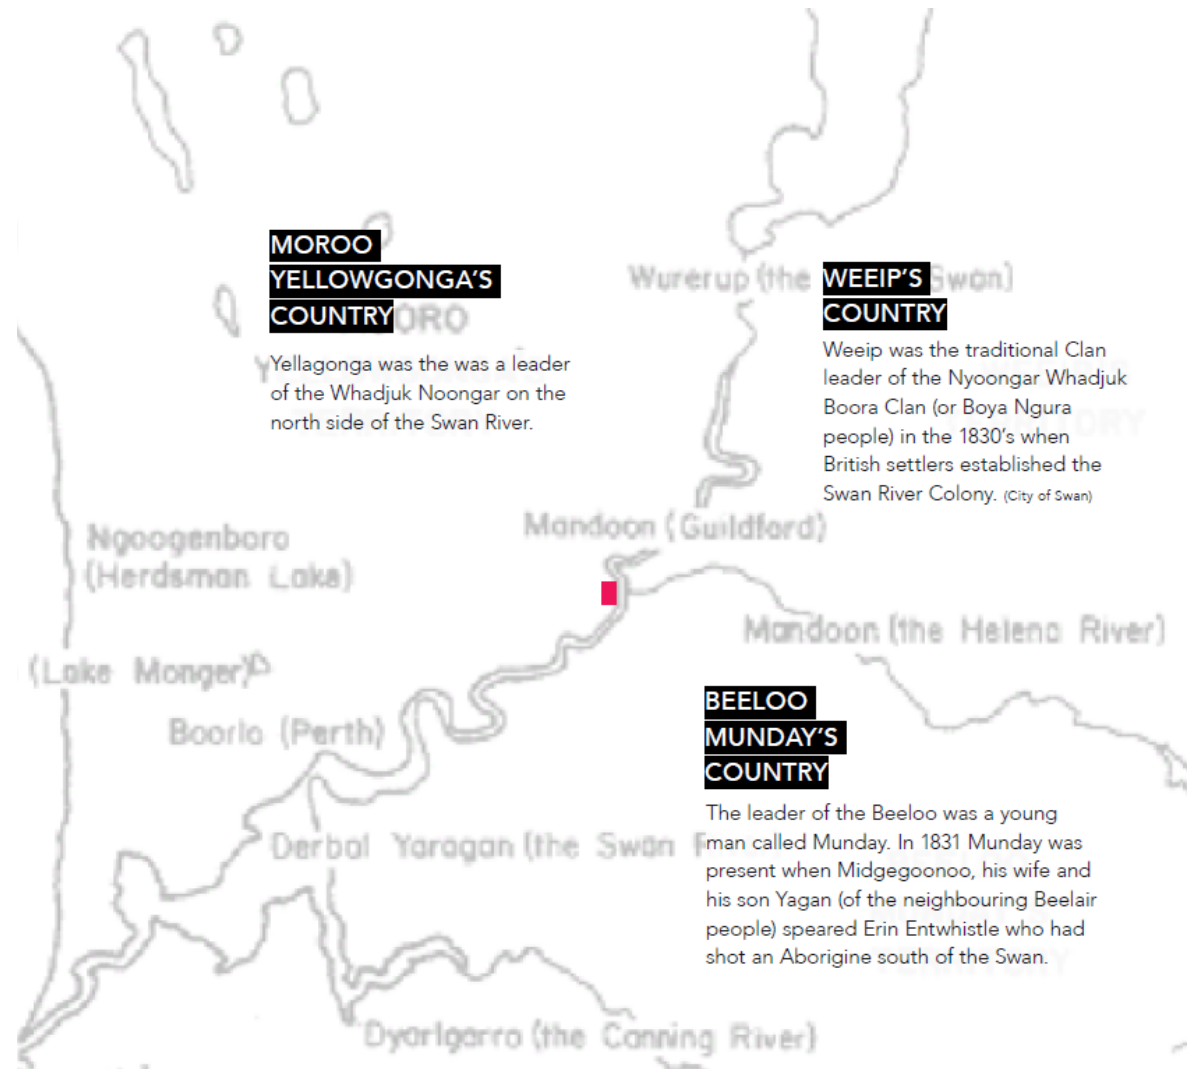 MOROO
YELLOWGONGA'S
COUNTRY
ORO
Yellagonga was the was a leader
of the Whadjuk Noongar on the
north side of the Swan River.
Wurerup (the Swan)
WEEIP'S
COUNTRY
Weeip was the traditional Clan
leader of the Nyoongar Whadjuk
Boora Clan (or Boya Ngura
people) in the 1830's when
British settlers established the
Swan River Colony. (City of Swan)
Ngoogenboro
(Herdsman Lake)
Mandoon (Guildford)
Mandoon (the Helena River)
(Lake Monger)
Boorlo (Perth)
BEELOO
MUNDAY'S
COUNTRY
The leader of the Beeloo was a young
man called Munday. In 1831 Munday was
present when Midgegoonoo, his wife and
his son Yagan (of the neighbouring Beelair
people) speared Erin Entwhistle who had
shot an Aborigine south of the Swan.
Derbal Yaragan (the Swan
TERRITORY
Dyarlgarro (the Canning River)